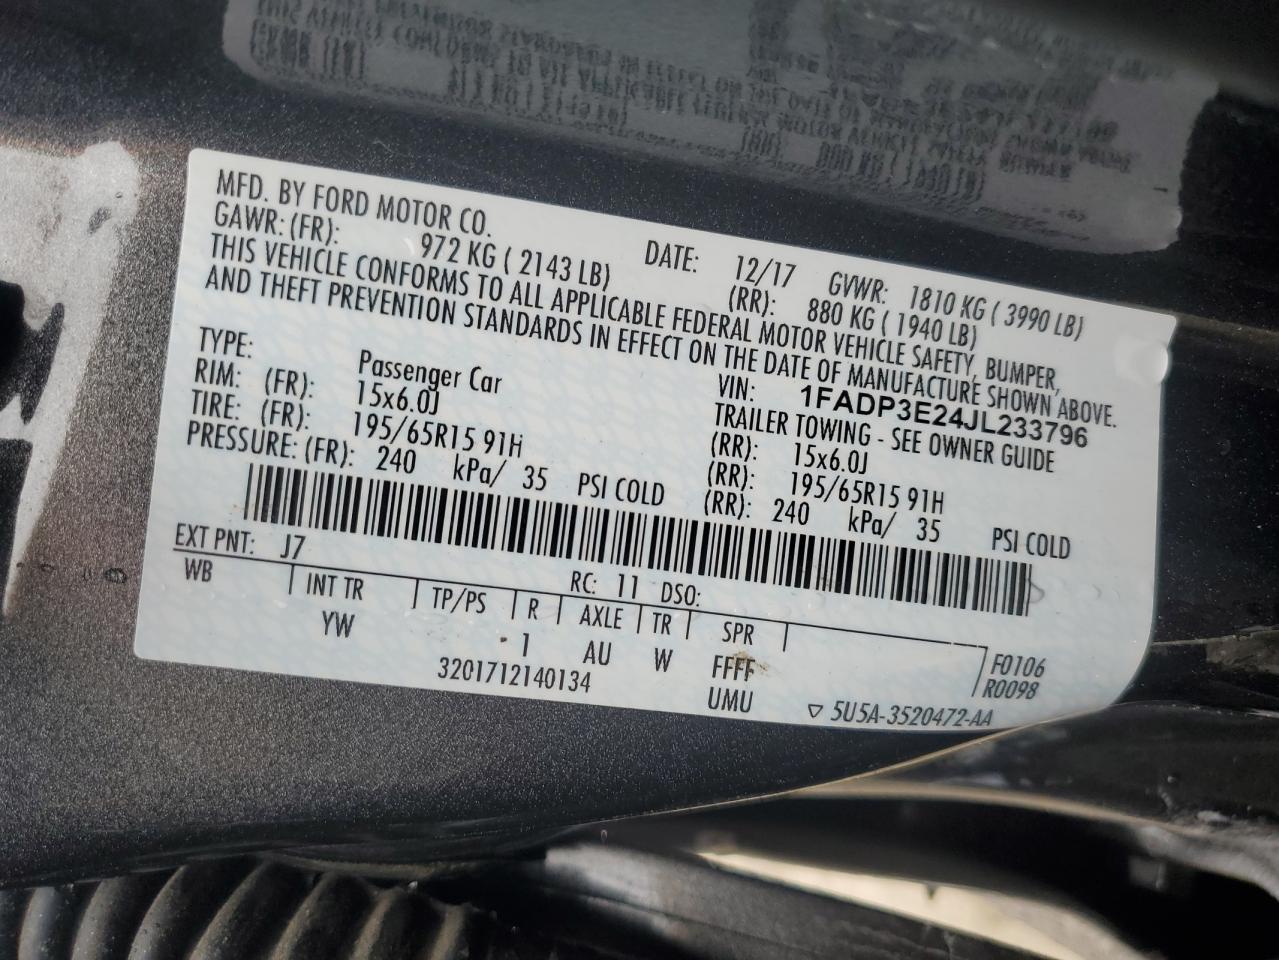 MFD. BY FORD MOTOR CO. DATE: 12/17 GVWR: 1810 KG ( 3990 LB)
GAWR: (FR): 972 KG ( 2143 LB) (RR): 880 KG ( 1940 LB)
THIS VEHICLE CONFORMS TO ALL APPLICABLE FEDERAL MOTOR VEHICLE SAFETY, BUMPER,
AND THEFT PREVENTION STANDARDS IN EFFECT ON THE DATE OF MANUFACTURE SHOWN ABOVE.
VIN: 1FADP3E24JL233796
TYPE: Passenger Car TRAILER TOWING - SEE OWNER GUIDE
RIM: (FR): 15x6.0J (RR): 15x6.0J
TIRE: (FR): 195/65R15 91H (RR): 195/65R15 91H
PRESSURE: (FR): 240 kPa/ 35 PSI COLD (RR): 240 kPa/ 35 PSI COLD
EXT PNT: J7 RC: 11 DSO:
WB INT TR TP/PS R AXLE TR SPR
YW 1 AU W FFFF F0106
3201712140134 UMU R0098
▽ 5U5A-3520472-AA